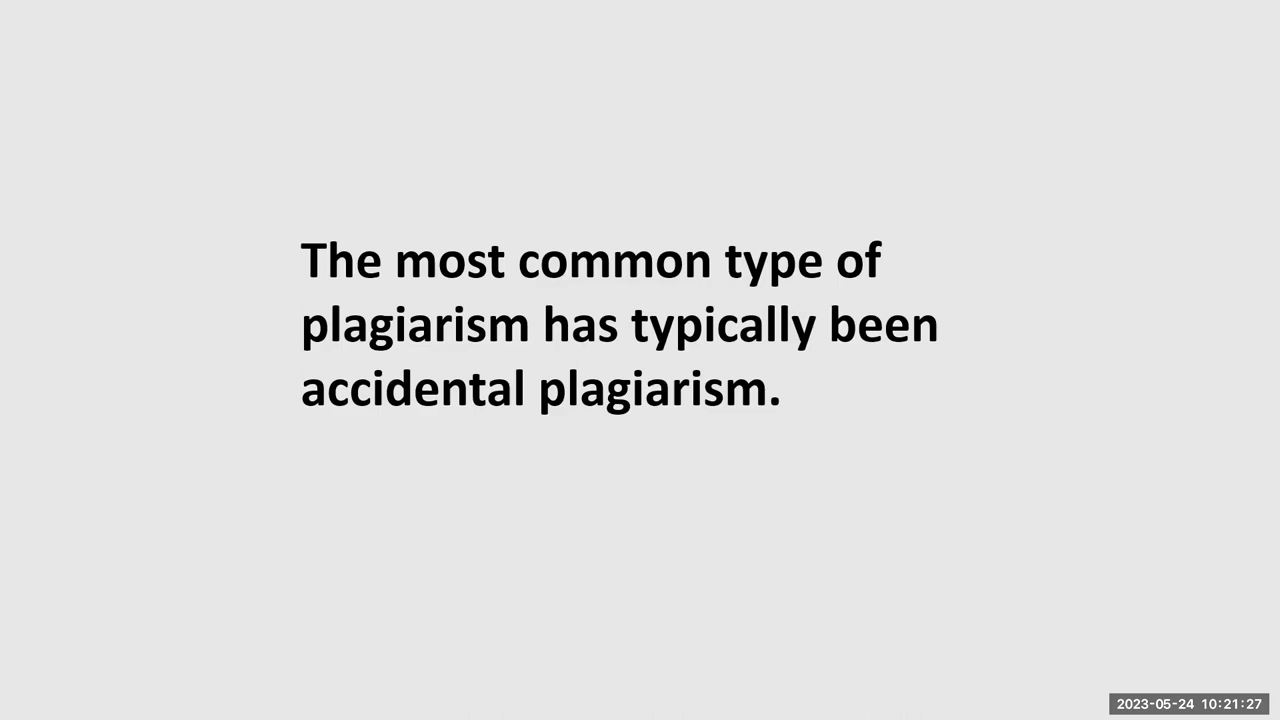 The most common type of
plagiarism has typically been
accidental plagiarism.
2023-05-24 10:21:27